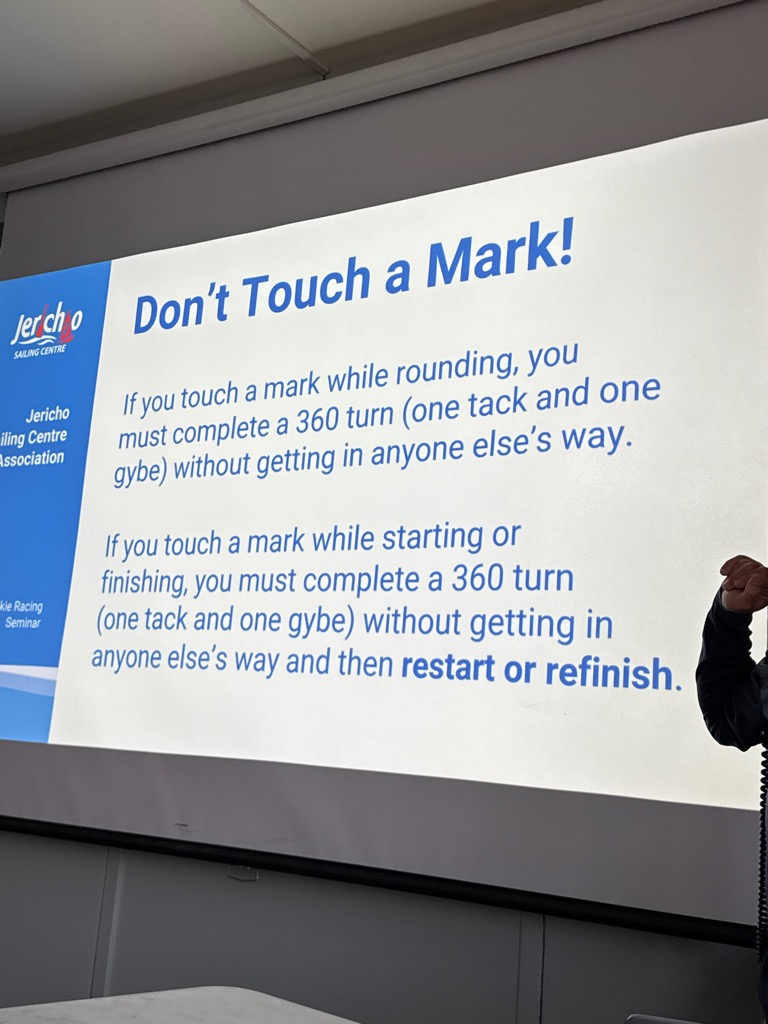 Don't Touch a Mark!
Jericho
SAILING CENTRE
Jericho
iling Centre
Association
kie Racing
Seminar
If you touch a mark while rounding, you
must complete a 360 turn (one tack and one
gybe) without getting in anyone else's way.
If you touch a mark while starting or
finishing, you must complete a 360 turn
(one tack and one gybe) without getting in
anyone else's way and then restart or refinish.